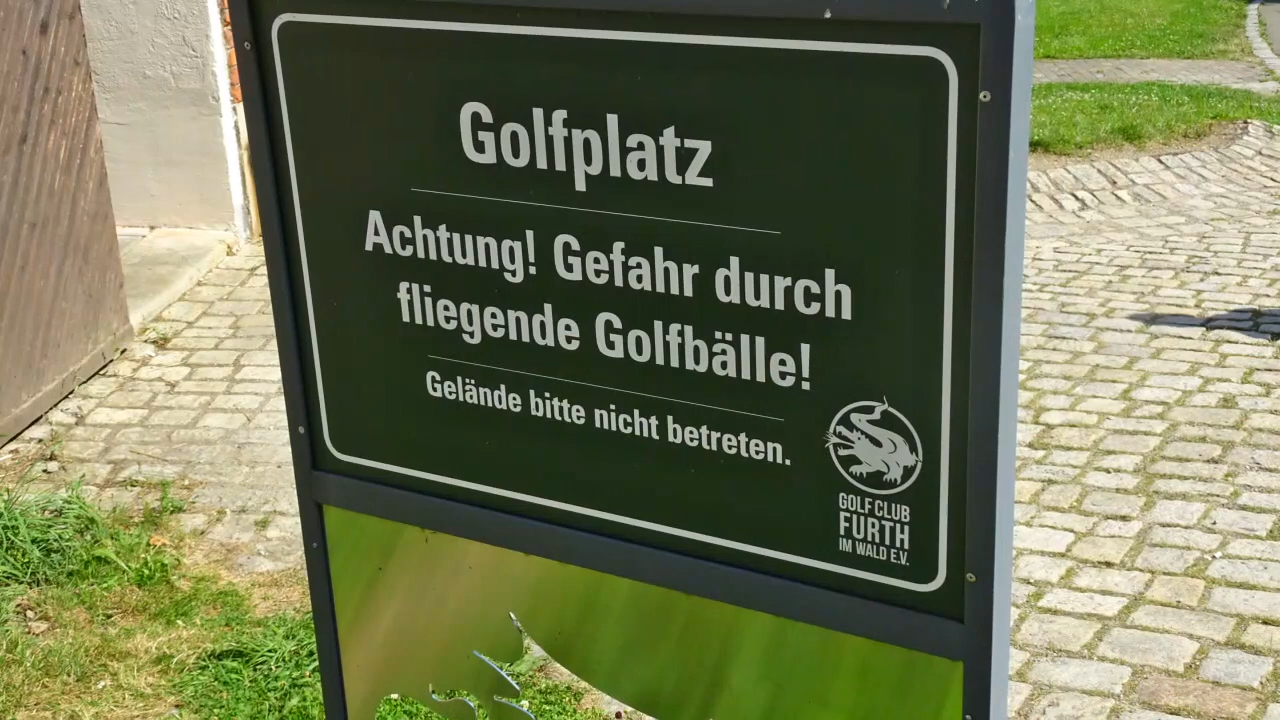 Golfplatz
Achtung! Gefahr durch
fliegende Golfbälle!
Gelände bitte nicht betreten.
GOLF CLUB
FURTH
IM WALD E.V.